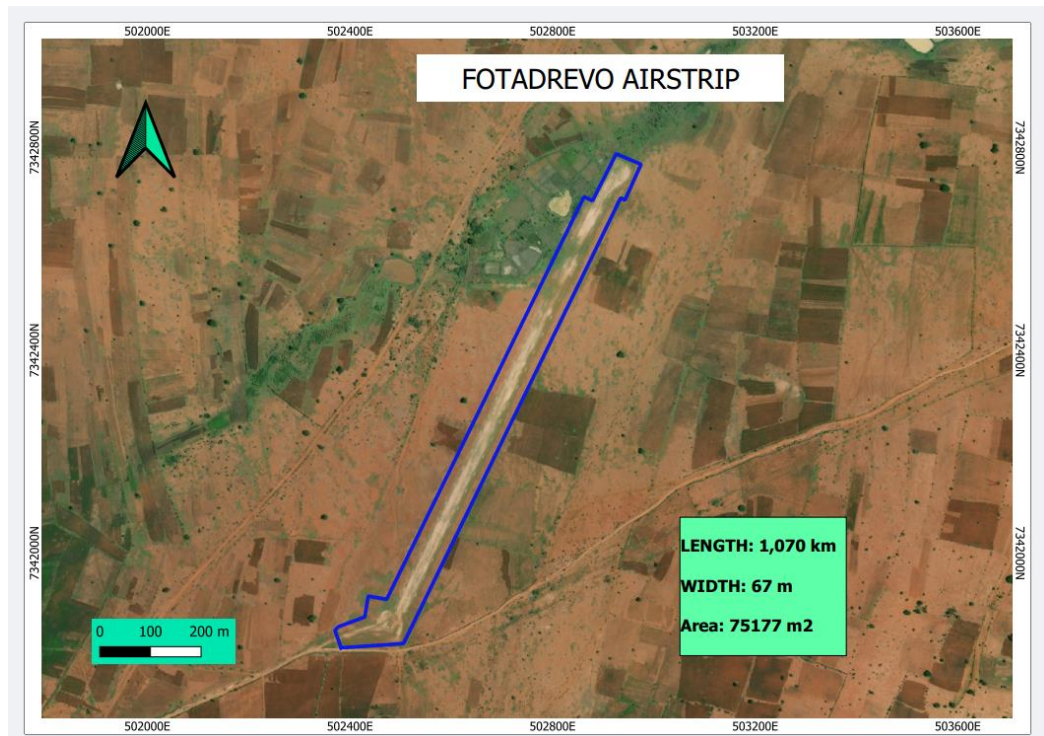 502000E 502400E 502800E 503200E 503600E
FOTADREVO AIRSTRIP
7342800N 7342800N
7342400N 7342400N
7342000N 7342000N
LENGTH: 1,070 km
WIDTH: 67 m
Area: 75177 m2
0 100 200 m
502000E 502400E 502800E 503200E 503600E